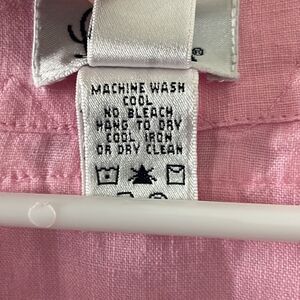 MACHINE WASH
COOL
NO BLEACH
HANG TO DRY
COOL IRON
OR DRY CLEAN